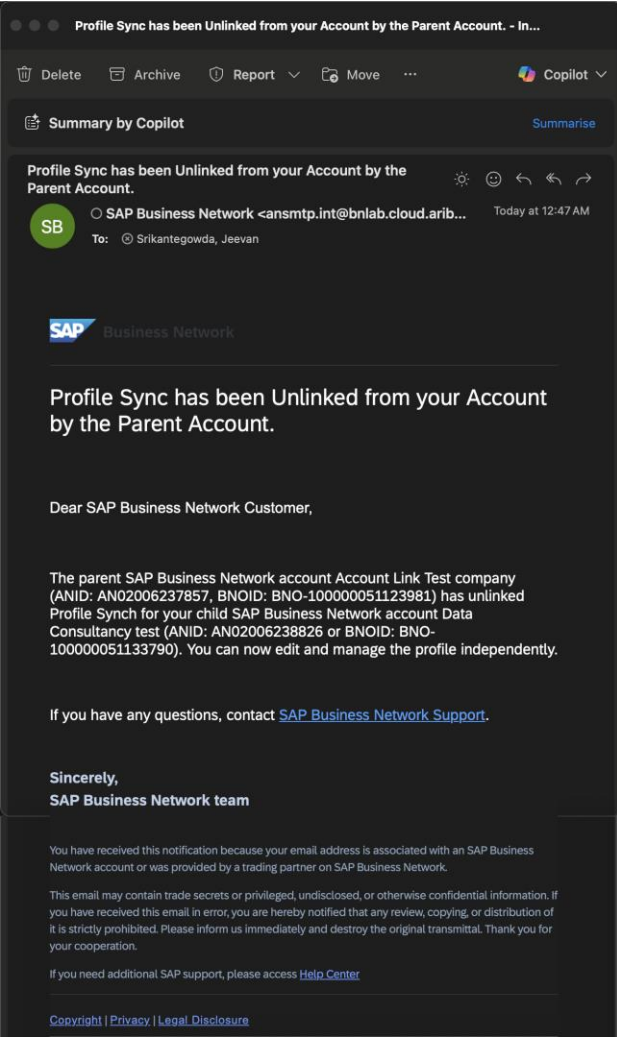 Profile Sync has been Unlinked from your Account by the Parent Account. - In...
Delete Archive Report Move ... Copilot
Summary by Copilot Summarise
Profile Sync has been Unlinked from your Account by the
Parent Account.
SB
SAP Business Network <ansmtp.int@bnlab.cloud.arib... Today at 12:47 AM
To: Srikantegowda, Jeevan
SAP Business Network
Profile Sync has been Unlinked from your Account
by the Parent Account.
Dear SAP Business Network Customer,
The parent SAP Business Network account Account Link Test company
(ANID: AN02006237857, BNOID: BNO-100000051123981) has unlinked
Profile Synch for your child SAP Business Network account Data
Consultancy test (ANID: AN02006238826 or BNOID: BNO-
100000051133790). You can now edit and manage the profile independently.
If you have any questions, contact SAP Business Network Support.
Sincerely,
SAP Business Network team
You have received this notification because your email address is associated with an SAP Business
Network account or was provided by a trading partner on SAP Business Network.
This email may contain trade secrets or privileged, undisclosed, or otherwise confidential information. If
you have received this email in error, you are hereby notified that any review, copying, or distribution of
it is strictly prohibited. Please inform us immediately and destroy the original transmittal. Thank you for
your cooperation.
If you need additional SAP support, please access Help Center
Copyright | Privacy | Legal Disclosure